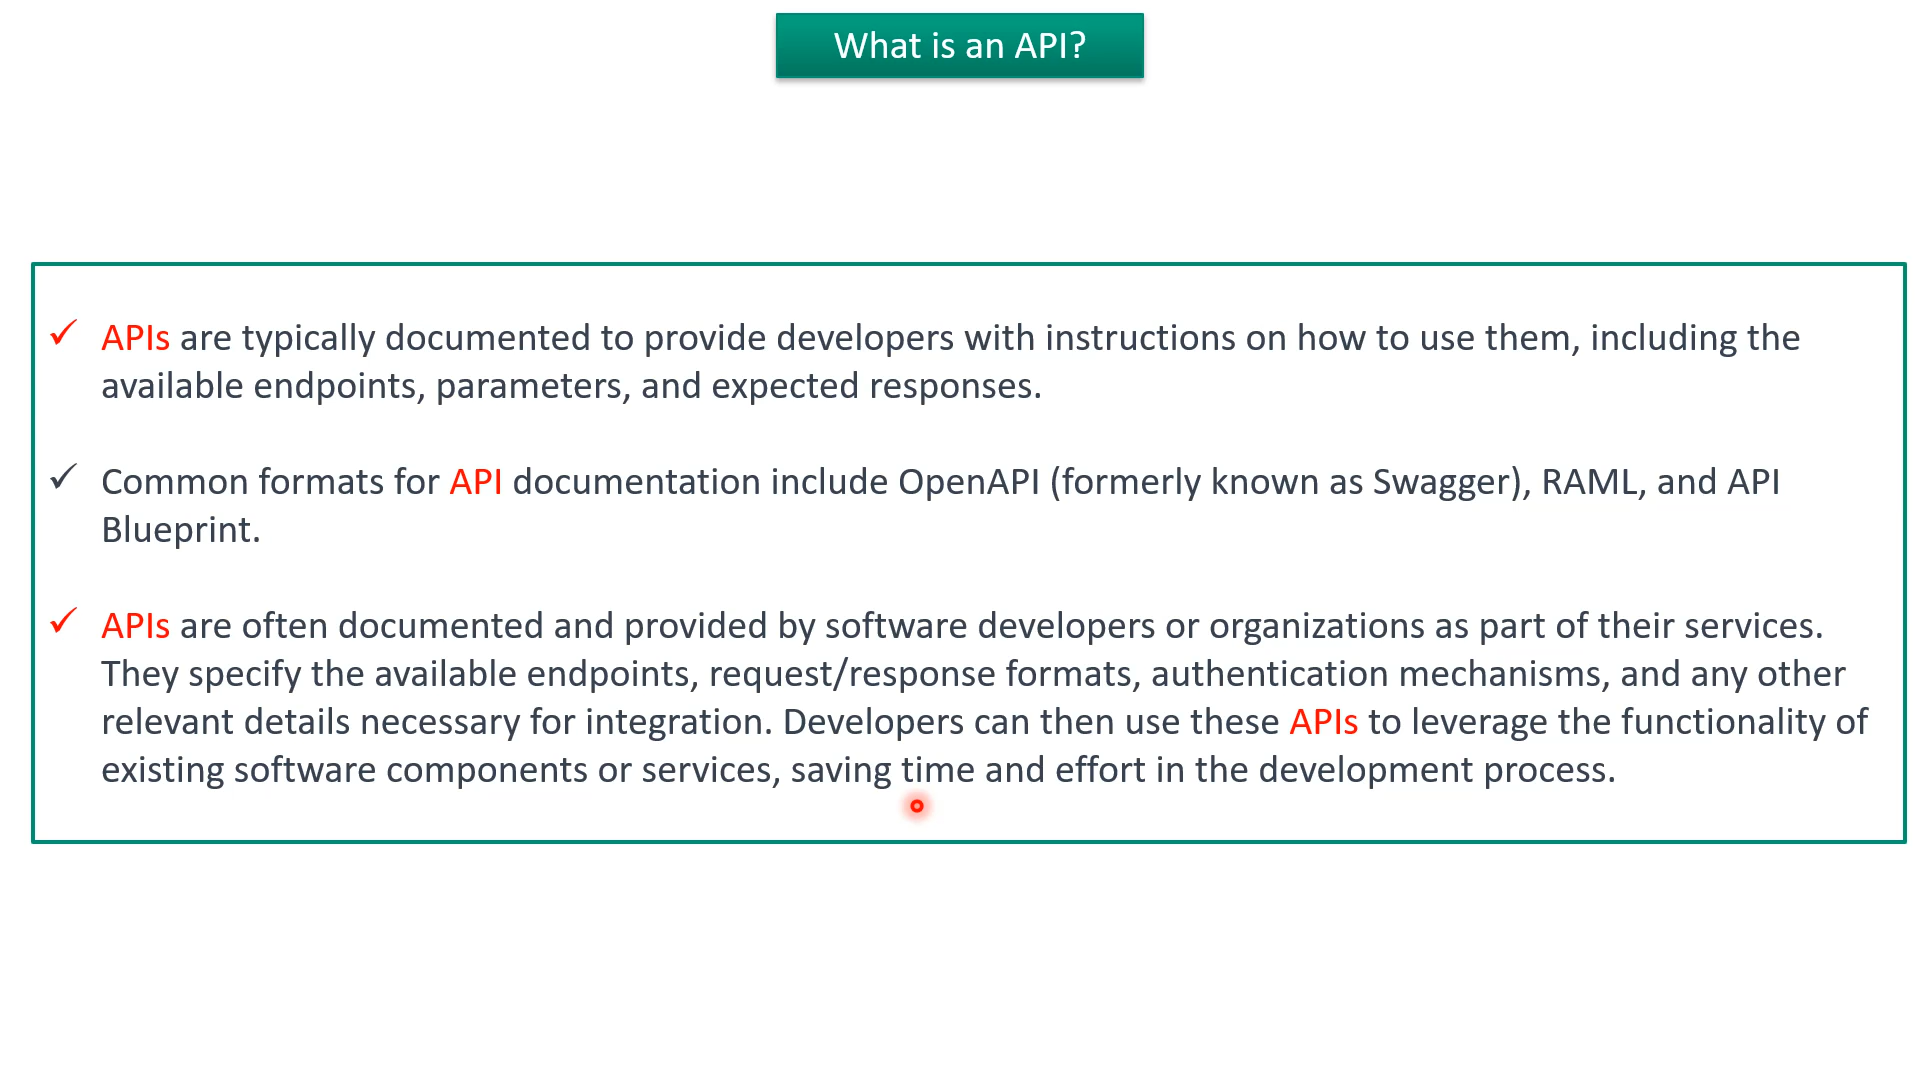 What is an API?
✓ APIs are typically documented to provide developers with instructions on how to use them, including the
available endpoints, parameters, and expected responses.
✓ Common formats for API documentation include OpenAPI (formerly known as Swagger), RAML, and API
Blueprint.
✓ APIs are often documented and provided by software developers or organizations as part of their services.
They specify the available endpoints, request/response formats, authentication mechanisms, and any other
relevant details necessary for integration. Developers can then use these APIs to leverage the functionality of
existing software components or services, saving time and effort in the development process.